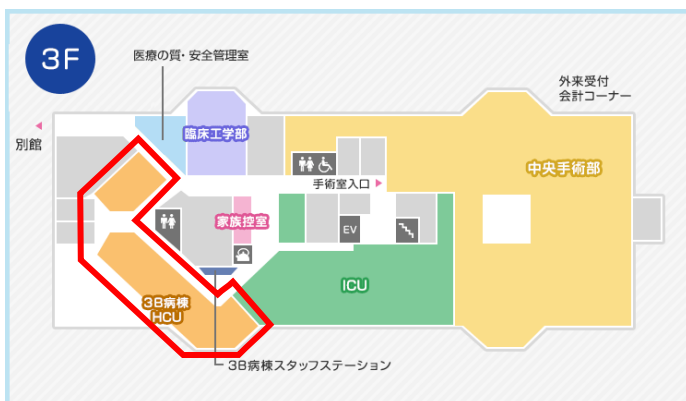 3F
医療の質・安全管理室
外来受付
会計コーナー
別館
臨床工学部
中央手術部
手術室入口
家族控室
EV
ICU
3B病棟
HCU
3B病棟スタッフステーション